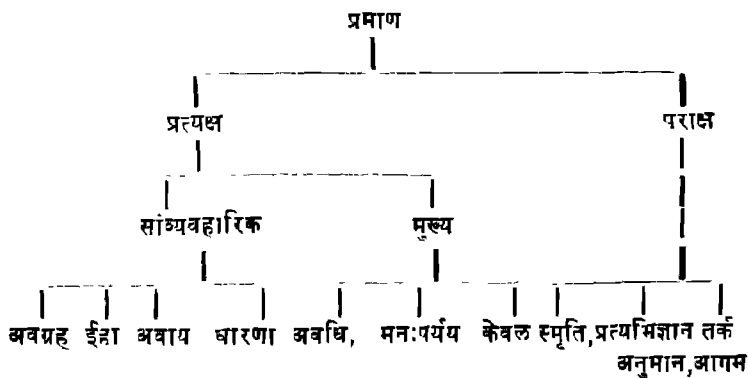 प्रमाण
प्रत्यक्ष पराक्ष
सांव्यवहारिक मुख्य
अवग्रह ईहा अवाय धारणा अवधि, मनःपर्यय केवल स्मृति, प्रत्यभिज्ञान तर्क
अनुमान, आगम